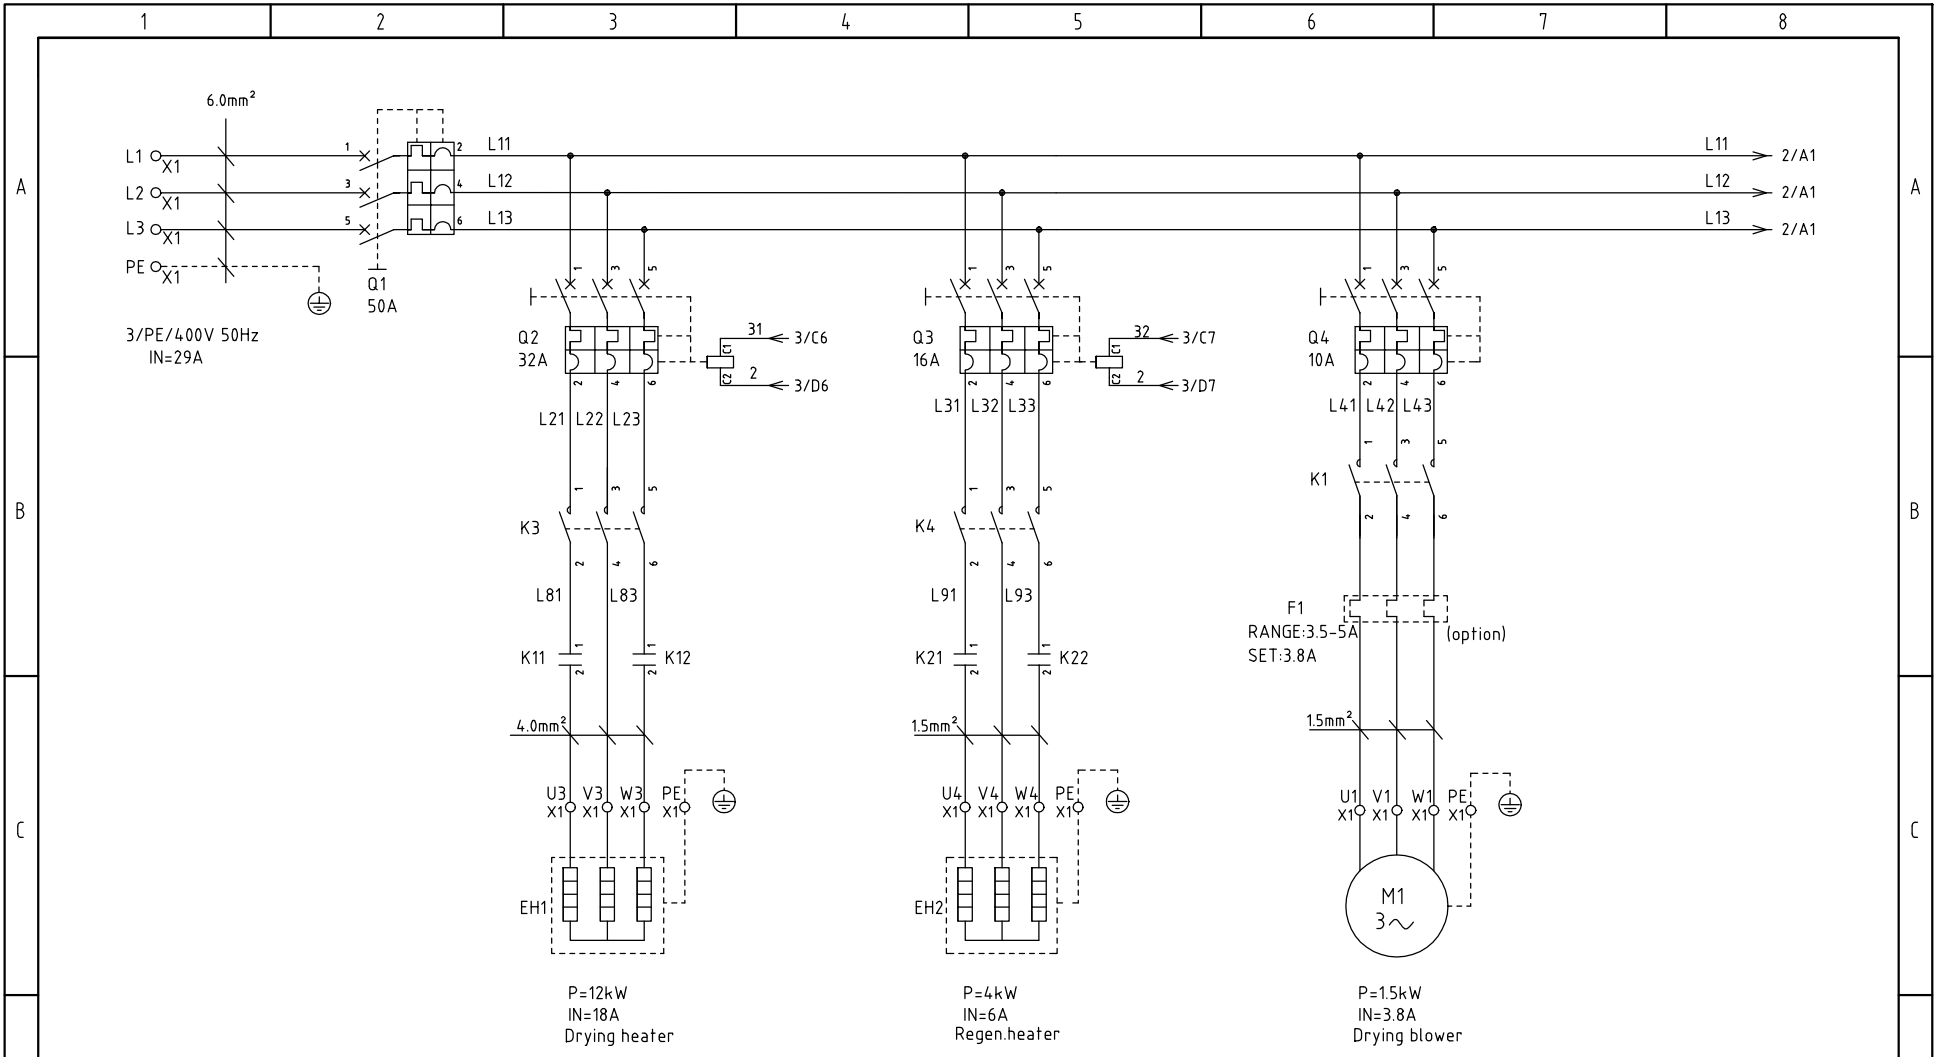 1 2 3 4 5 6 7 8
6.0mm²
L1 X1 1 2 L11 L11 2/A1
A L2 X1 3 4 L12 L12 2/A1 A
L3 X1 5 6 L13 L13 2/A1
PE X1
Q1
50A
1 3 5 1 3 5 1 3 5
3/PE/400V 50Hz
IN=29A
Q2 31 3/C6 Q3 32 3/C7 Q4
32A C1 16A C1 10A
C2 2 3/D6 C2 2 3/D7
2 4 6 2 4 6 2 4 6
L21 L22 L23 L31 L32 L33 L41 L42 L43
1 3 5
K1
1 3 5 1 3 5
B 2 4 6 B
K3 K4
2 4 6 2 4 6
L81 L83 L91 L93
F1
RANGE:3.5-5A (option)
SET:3.8A
K11 1 2 1 2 K12 K21 1 2 1 2 K22
4.0mm² 1.5mm² 1.5mm²
U3 V3 W3 PE U4 V4 W4 PE U1 V1 W1 PE
X1 X1 X1 X1 X1 X1 X1 X1 X1 X1 X1 X1
C C
EH1 EH2 M1
3~
P=12kW P=4kW P=1.5kW
IN=18A IN=6A IN=3.8A
Drying heater Regen.heater Drying blower